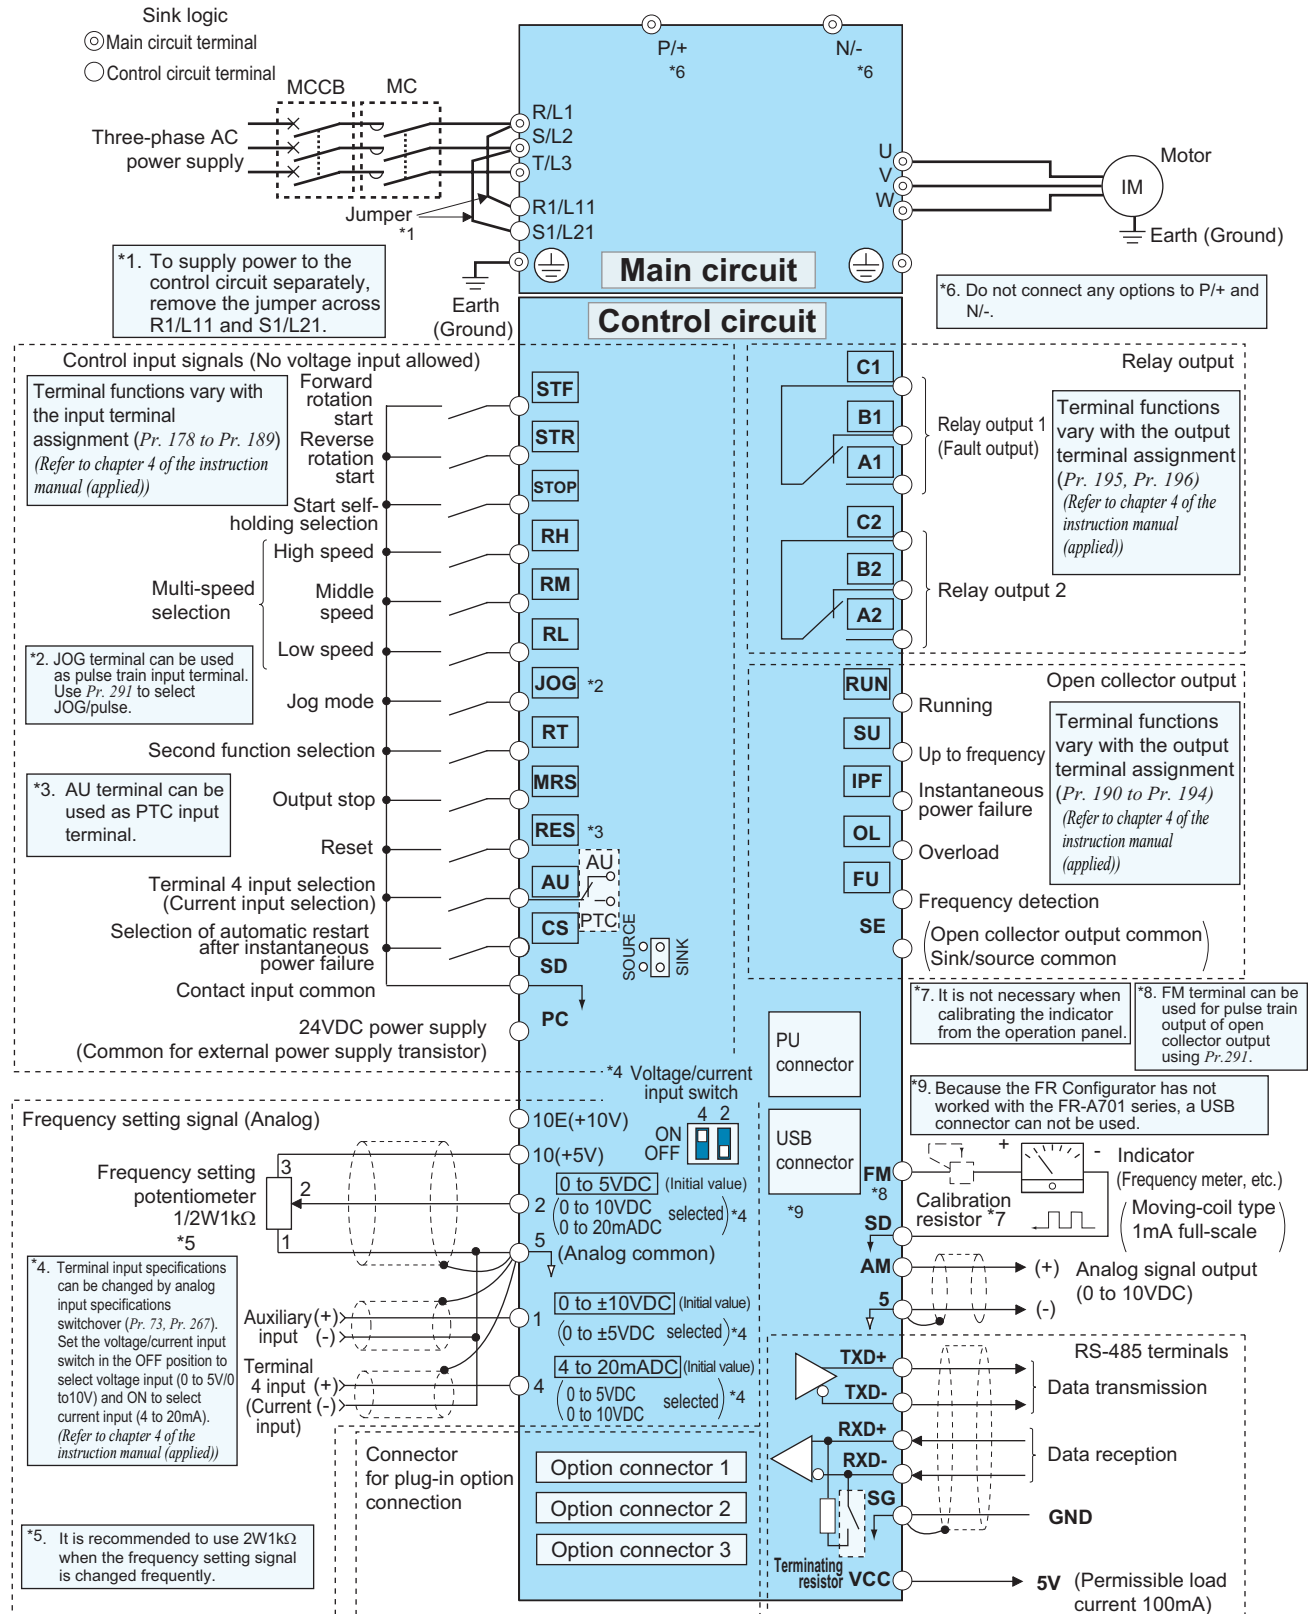 Sink logic
Main circuit terminal
Control circuit terminal
MCCB
MC
Three-phase AC
power supply
Jumper
*1
R/L1
S/L2
T/L3
R1/L11
S1/L21
P/+
*6
N/-
*6
U
V
W
Motor
IM
Earth (Ground)
*1. To supply power to the
control circuit separately,
remove the jumper across
R1/L11 and S1/L21.
Earth
(Ground)
Main circuit
*6. Do not connect any options to P/+ and
N/-.
Control circuit
Control input signals (No voltage input allowed)
Terminal functions vary with
the input terminal
assignment (Pr. 178 to Pr. 189)
(Refer to chapter 4 of the instruction
manual (applied))
Forward
rotation
start
STF
Reverse
rotation
start
STR
Start self-
holding selection
STOP
Multi-speed
selection
High speed
RH
Middle
speed
RM
Low speed
RL
*2. JOG terminal can be used
as pulse train input terminal.
Use Pr. 291 to select
JOG/pulse.
Jog mode
JOG
*2
Second function selection
RT
*3. AU terminal can be
used as PTC input
terminal.
Output stop
MRS
Reset
RES
*3
Terminal 4 input selection
(Current input selection)
AU
AU
PTC
Selection of automatic restart
after instantaneous
power failure
CS
SOURCE
SINK
Contact input common
SD
24VDC power supply
(Common for external power supply transistor)
PC
Relay output
C1
B1
A1
Relay output 1
(Fault output)
Terminal functions
vary with the output
terminal assignment
(Pr. 195, Pr. 196)
(Refer to chapter 4 of the
instruction manual
(applied))
C2
B2
A2
Relay output 2
Open collector output
RUN
Running
SU
Up to frequency
IPF
Instantaneous
power failure
OL
Overload
FU
Frequency detection
SE
Open collector output common
Sink/source common
Terminal functions
vary with the output
terminal assignment
(Pr. 190 to Pr. 194)
(Refer to chapter 4 of the
instruction manual
(applied))
*7. It is not necessary when
calibrating the indicator
from the operation panel.
*8. FM terminal can be
used for pulse train
output of open
collector output
using Pr.291.
*9. Because the FR Configurator has not
worked with the FR-A701 series, a USB
connector can not be used.
PU
connector
USB
connector
*9
*4 Voltage/current
input switch
4 2
ON
OFF
Frequency setting signal (Analog)
10E(+10V)
10(+5V)
Frequency setting
potentiometer
1/2W1kΩ
*5
3
2
1
2
0 to 5VDC (Initial value)
(0 to 10VDC
0 to 20mADC selected) *4
5
(Analog common)
*4. Terminal input specifications
can be changed by analog
input specifications
switchover (Pr. 73, Pr. 267).
Set the voltage/current input
switch in the OFF position to
select voltage input (0 to 5V/0
to10V) and ON to select
current input (4 to 20mA).
(Refer to chapter 4 of the
instruction manual (applied))
Auxiliary (+)
input (-)
1
0 to ±10VDC (Initial value)
(0 to ±5VDC selected) *4
Terminal
4 input (+)
(Current (-)
input)
4
4 to 20mADC (Initial value)
(0 to 5VDC
0 to 10VDC selected) *4
*5. It is recommended to use 2W1kΩ
when the frequency setting signal
is changed frequently.
Connector
for plug-in option
connection
Option connector 1
Option connector 2
Option connector 3
FM
*8
+
-
Indicator
(Frequency meter, etc.)
Calibration
resistor *7
(Moving-coil type
1mA full-scale)
SD
AM
(+)
Analog signal output
(0 to 10VDC)
5
(-)
RS-485 terminals
TXD+
TXD-
Data transmission
RXD+
RXD-
Data reception
SG
GND
Terminating
resistor
VCC
5V
(Permissible load
current 100mA)